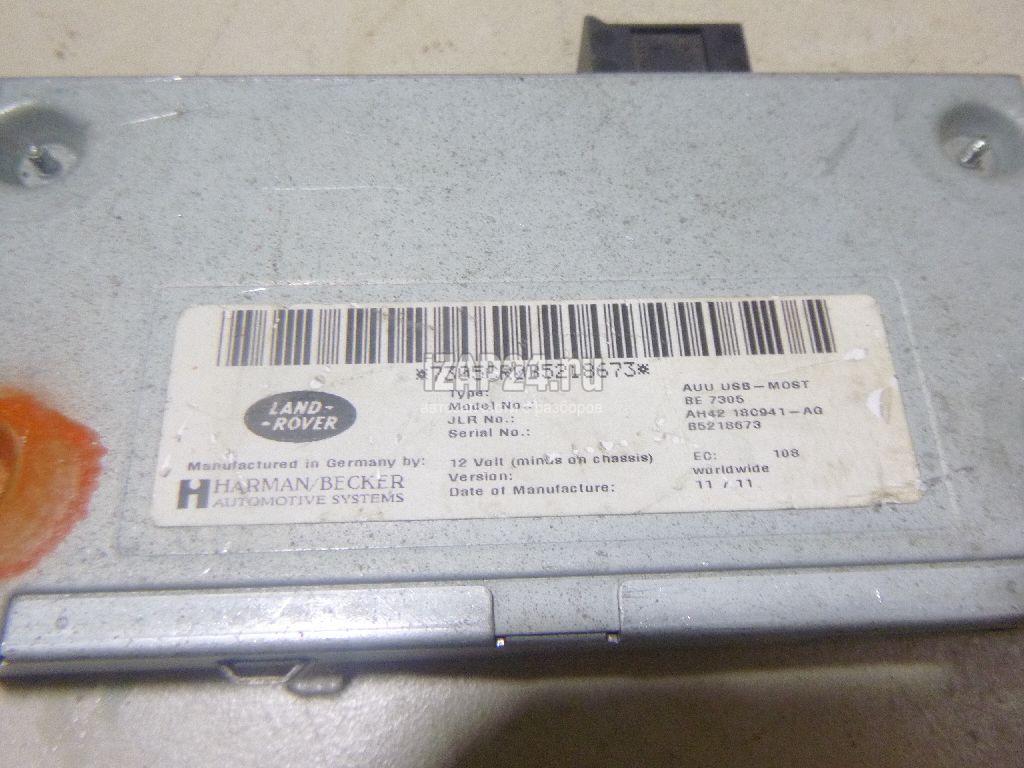 *7305CR0B5218673*
iZAP24.ru
LAND-
ROVER
Type: AUU USB-MOST
Model No.: BE 7305
JLR No.: AH42 18C941-AG
Serial No.: B5218673
Manufactured in Germany by: 12 Volt (minus on chassis) EC: 108
HARMAN/BECKER Version: worldwide
AUTOMOTIVE SYSTEMS Date of Manufacture: 11 / 11